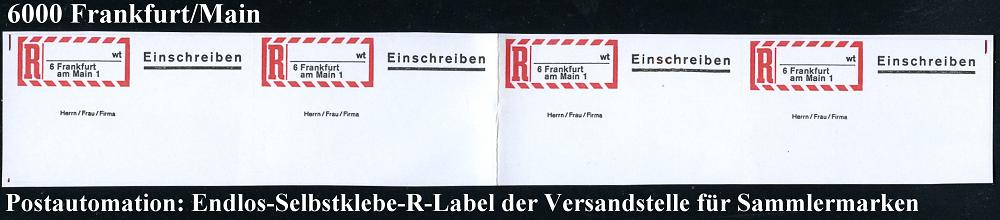 6000 Frankfurt/Main
R wt Einschreiben
6 Frankfurt
am Main 1
Herrn / Frau / Firma
R wt Einschreiben
6 Frankfurt
am Main 1
Herrn / Frau / Firma
R wt Einschreiben
6 Frankfurt
am Main 1
Herrn / Frau / Firma
R wt Einschreiben
6 Frankfurt
am Main 1
Herrn / Frau / Firma
Postautomation: Endlos-Selbstklebe-R-Label der Versandstelle für Sammlermarken